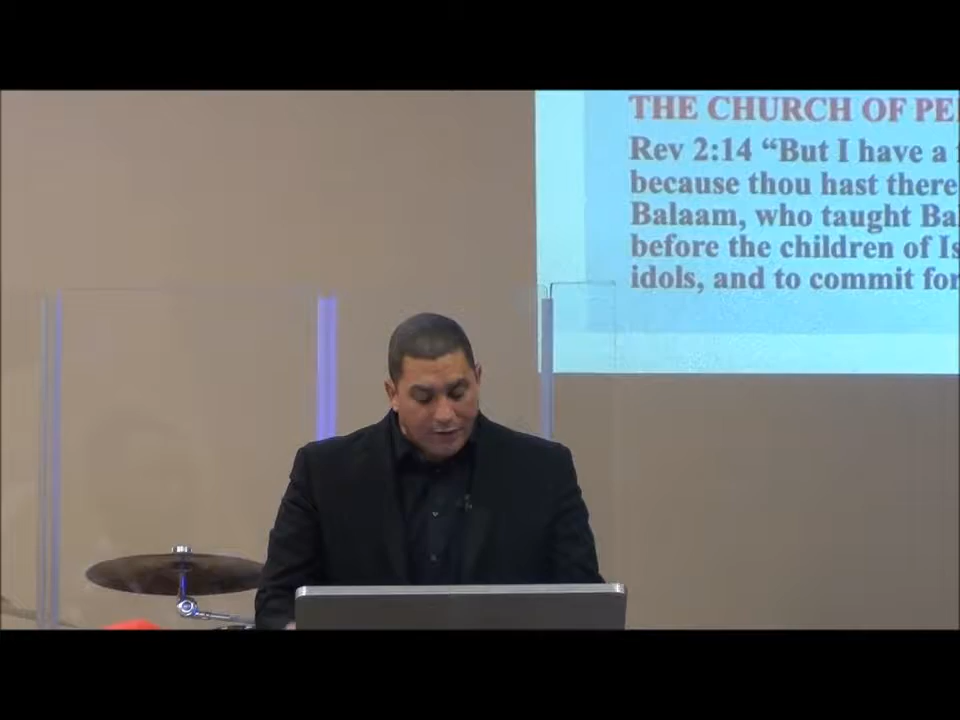 THE CHURCH OF PE
Rev 2:14 “But I have a
because thou hast there
Balaam, who taught Ba
before the children of Is
idols, and to commit for